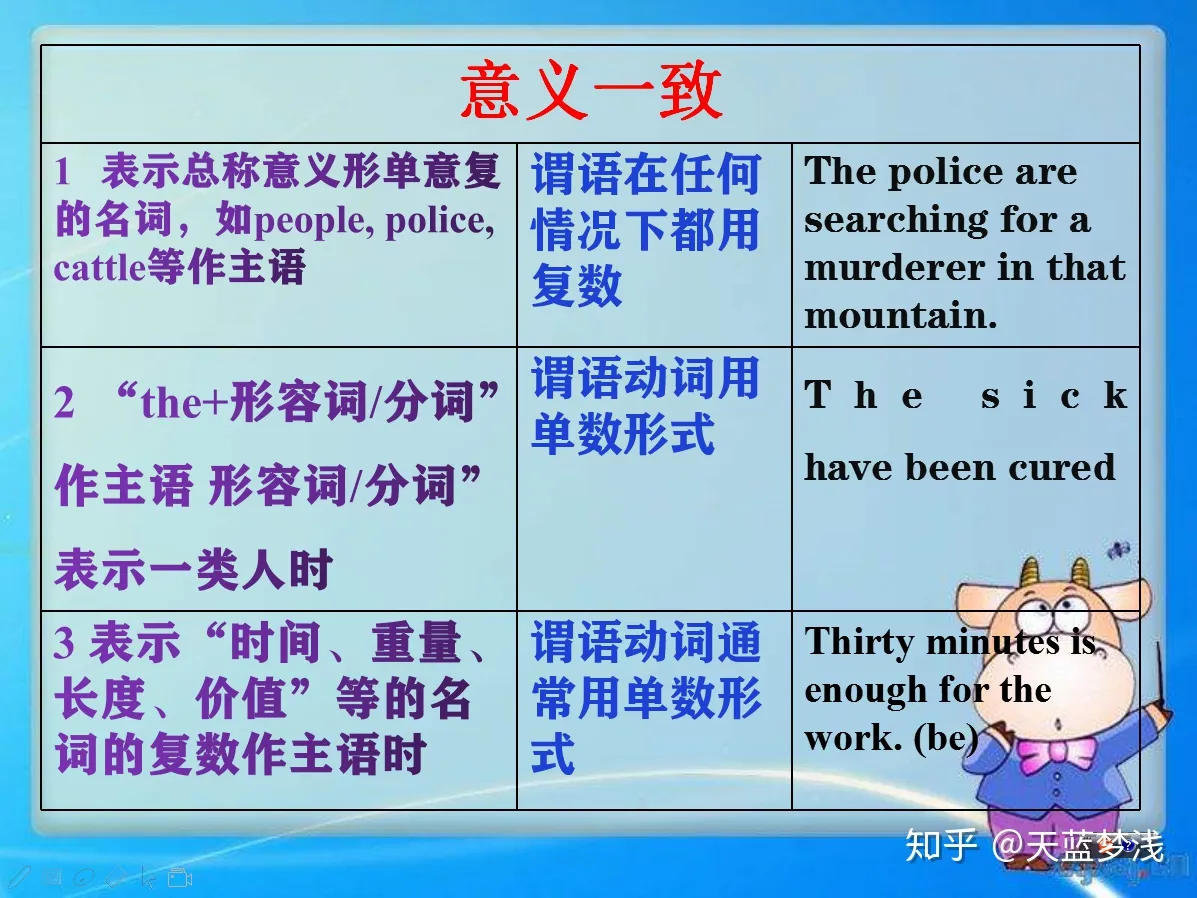 意义一致
1 表示总称意义形单意复
的名词，如people, police,
cattle等作主语
谓语在任何
情况下都用
复数
The police are
searching for a
murderer in that
mountain.
2 “the+形容词/分词”
作主语 形容词/分词”
表示一类人时
谓语动词用
单数形式
The sick
have been cured
3 表示“时间、重量、
长度、价值”等的名
词的复数作主语时
谓语动词通
常用单数形
式
Thirty minutes is
enough for the
work. (be)
知乎 @天蓝梦浅